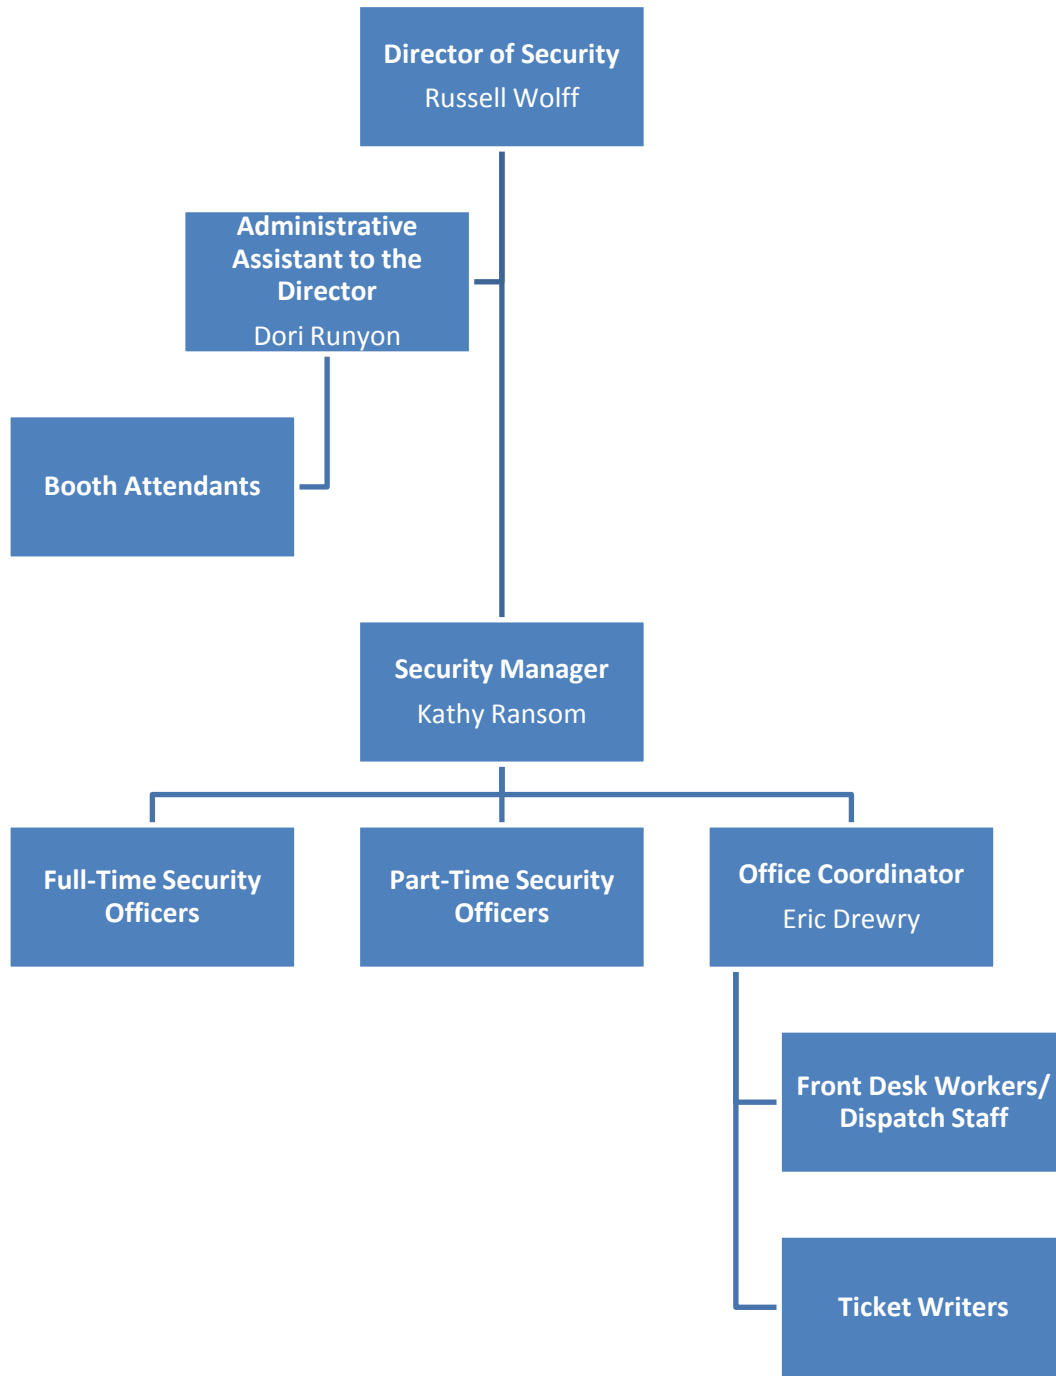 Director of Security
Russell Wolff
Administrative
Assistant to the
Director
Dori Runyon
Booth Attendants
Security Manager
Kathy Ransom
Full-Time Security
Officers
Part-Time Security
Officers
Office Coordinator
Eric Drewry
Front Desk Workers/
Dispatch Staff
Ticket Writers